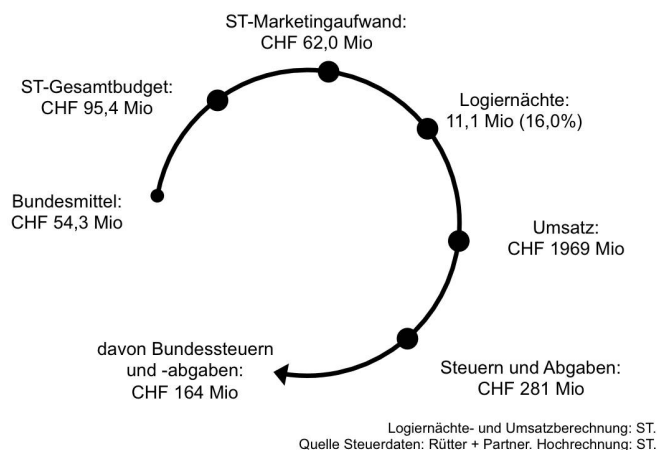 ST-Marketingaufwand:
CHF 62,0 Mio
ST-Gesamtbudget:
CHF 95,4 Mio
Logiernächte:
11,1 Mio (16,0%)
Bundesmittel:
CHF 54,3 Mio
Umsatz:
CHF 1969 Mio
davon Bundessteuern
und -abgaben:
CHF 164 Mio
Steuern und Abgaben:
CHF 281 Mio
Logiernächte- und Umsatzberechnung: ST.
Quelle Steuerdaten: Rütter + Partner. Hochrechnung: ST.